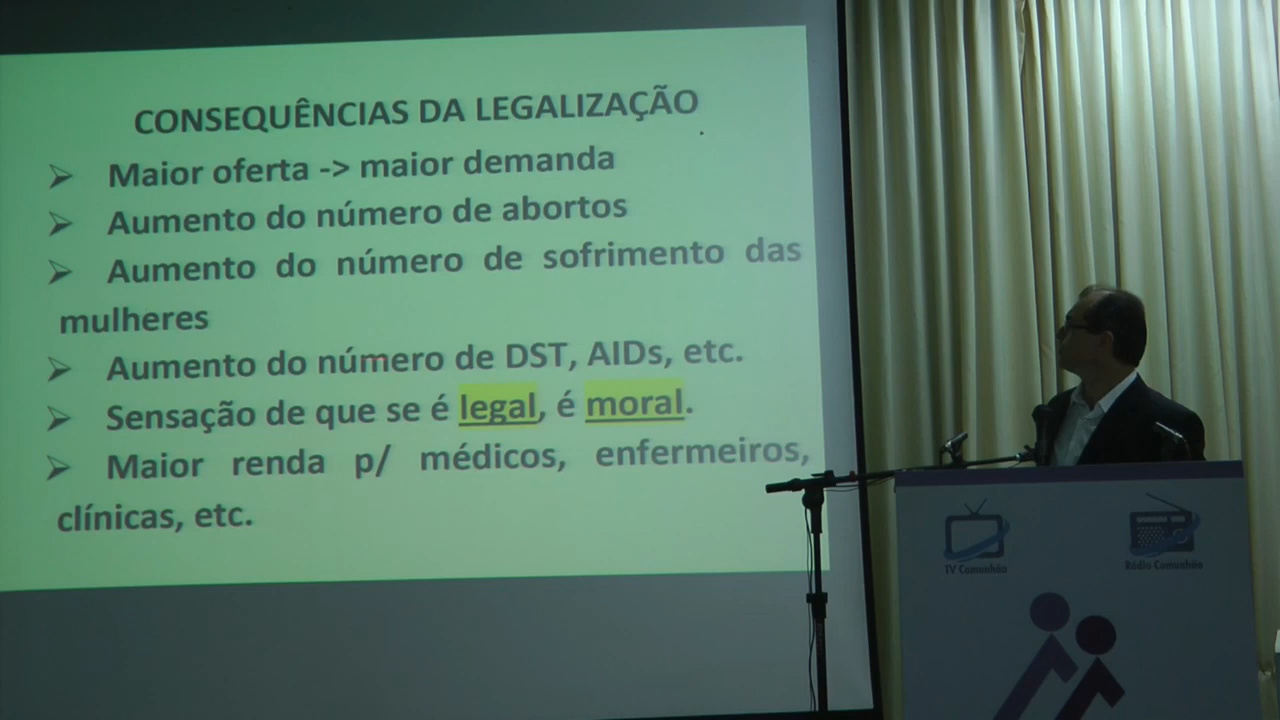 CONSEQUÊNCIAS DA LEGALIZAÇÃO
Maior oferta -> maior demanda
Aumento do número de abortos
Aumento do número de sofrimento das
mulheres
Aumento do número de DST, AIDs, etc.
Sensação de que se é legal, é moral.
Maior renda p/ médicos, enfermeiros,
clínicas, etc.
TV Comunhão
Rádio Comunhão